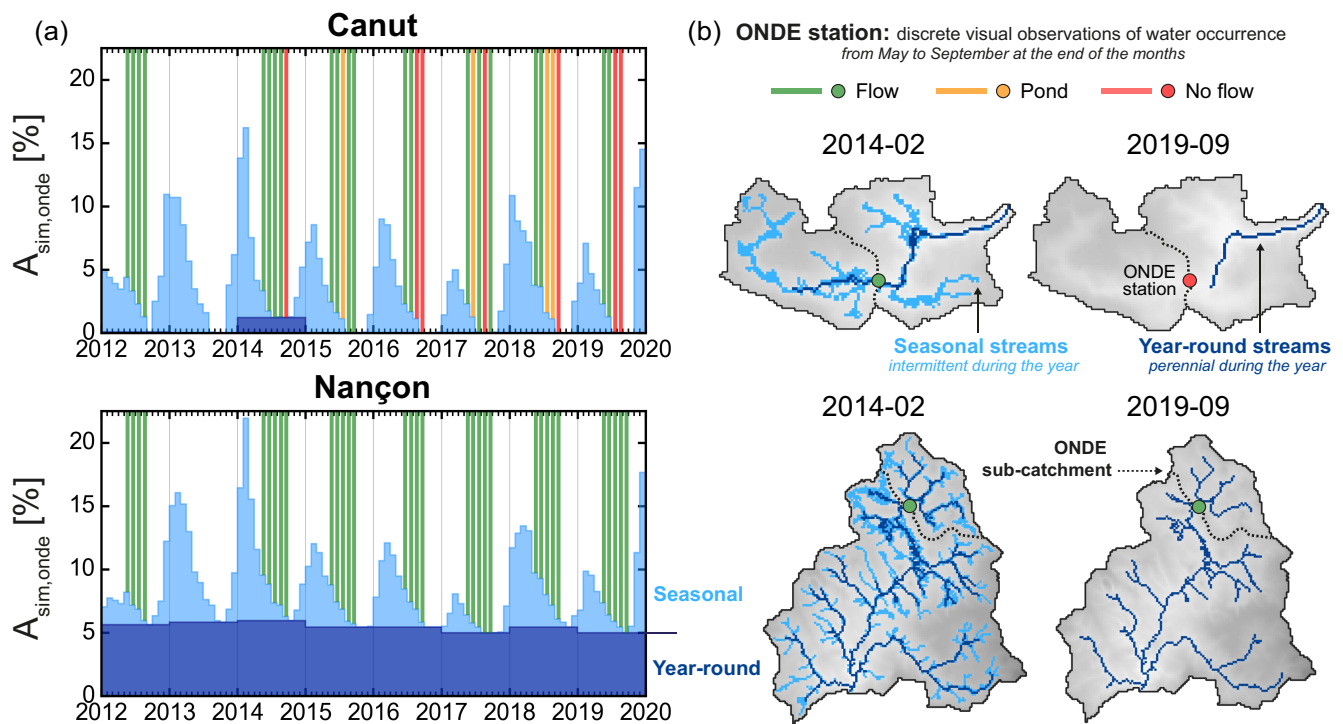 (a)
Canut
A_sim,onde [%]
20
15
10
5
0
2012 2013 2014 2015 2016 2017 2018 2019 2020
Nançon
A_sim,onde [%]
20
15
10
5
0
2012 2013 2014 2015 2016 2017 2018 2019 2020
Seasonal
Year-round
(b) ONDE station: discrete visual observations of water occurrence
from May to September at the end of the months
Flow Pond No flow
2014-02 2019-09
ONDE
station
Seasonal streams
intermittent during the year
Year-round streams
perennial during the year
2014-02 2019-09
ONDE
sub-catchment